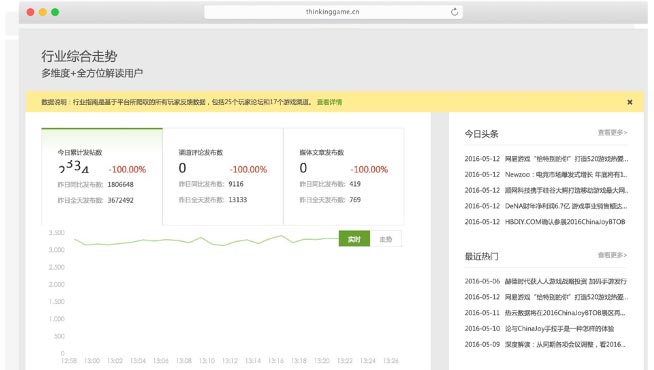 thinkinggame.cn
行业综合走势
多维度+全方位解读用户
数据说明：行业指南是基于平台所爬取的所有玩家反馈数据，包括25个玩家论坛和17个游戏渠道。 查看详情
今日累计发帖数
-100.00%
昨日同比发布数: 1806648
昨日全天发布数: 3672492
渠道评论发布数
0 -100.00%
昨日同比发布数: 9116
昨日全天发布数: 13133
媒体文章发布数
0 -100.00%
昨日同比发布数: 419
昨日全天发布数: 769
实时 走势
3,500
3,000
2,500
2,000
1,500
1,000
500
0
12:58 13:00 13:02 13:04 13:06 13:08 13:10 13:12 13:14 13:16 13:18 13:20 13:22 13:24 13:26
今日头条 查看更多>
2016-05-12 网易游戏“给特别的你”打造520游戏热爱...
2016-05-12 Newzoo：电竞市场爆发式增长 年底将有1...
2016-05-12 顺网科技携手硅谷大熊打造移动游戏最大网...
2016-05-12 DeNA财年净利润6.7亿 游戏事业销售额达...
2016-05-12 HBDIY.COM确认参展2016ChinaJoyBTOB
最近热门 查看更多>
2016-05-06 赫德时代获人人游戏战略投资 加码手游发行
2016-05-12 网易游戏“给特别的你”打造520游戏热爱...
2016-05-11 热云数据将在2016ChinaJoyBTOB展区再...
2016-05-10 论与ChinaJoy手拉手是一种怎样的体验
2016-05-09 深度解读：从同期各项会议调整，看2016...